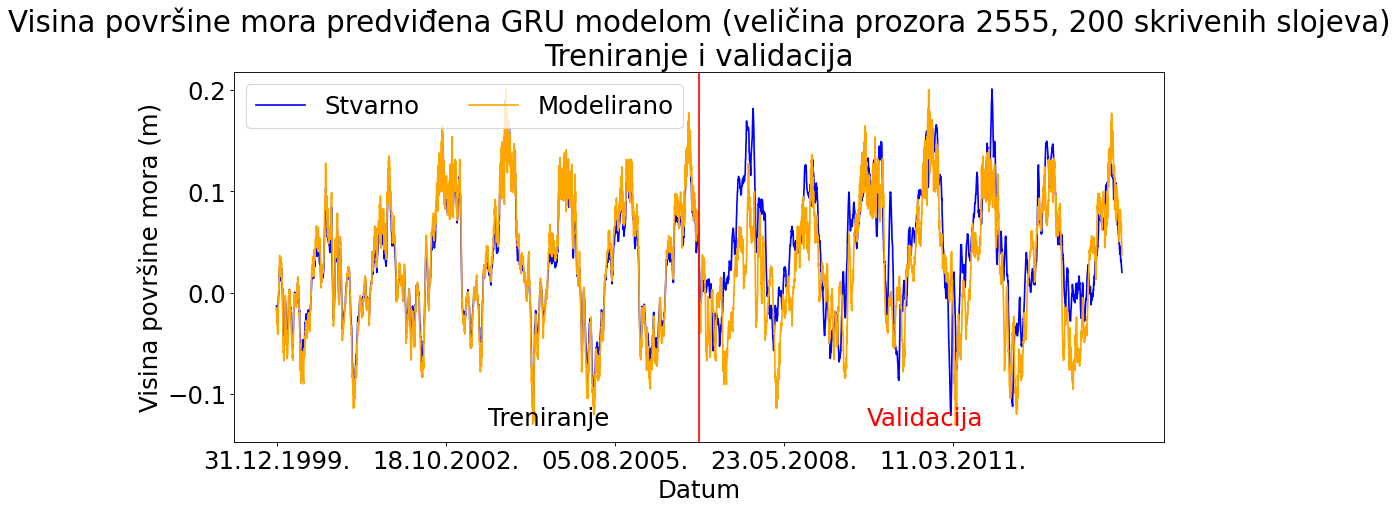 Visina površine mora predviđena GRU modelom (veličina prozora 2555, 200 skrivenih slojeva)
Treniranje i validacija
Stvarno
Modelirano
Visina površine mora (m)
0.2
0.1
0.0
−0.1
Treniranje
Validacija
31.12.1999.
18.10.2002.
05.08.2005.
23.05.2008.
11.03.2011.
Datum